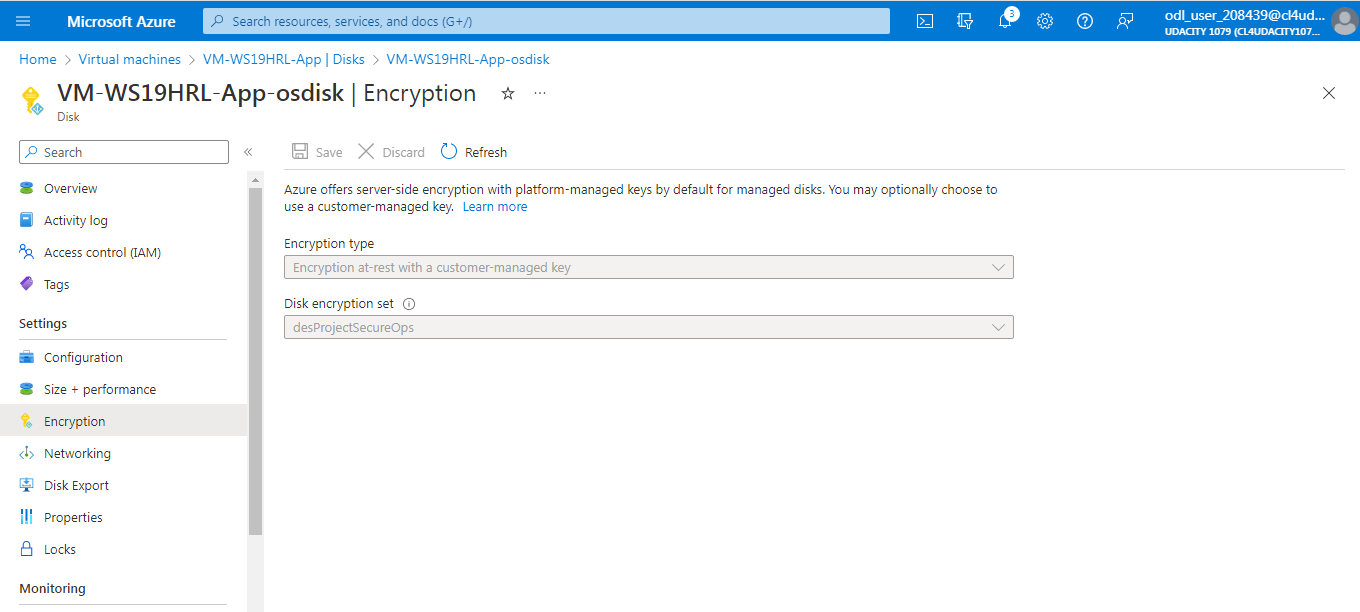 Microsoft Azure
Search resources, services, and docs (G+/)
3
odl_user_208439@cl4ud...
UDACITY 1079 (CL4UDACITY107...
Home > Virtual machines > VM-WS19HRL-App | Disks > VM-WS19HRL-App-osdisk
VM-WS19HRL-App-osdisk | Encryption
Disk
Search
Overview
Activity log
Access control (IAM)
Tags
Settings
Configuration
Size + performance
Encryption
Networking
Disk Export
Properties
Locks
Monitoring
Save Discard Refresh
Azure offers server-side encryption with platform-managed keys by default for managed disks. You may optionally choose to
use a customer-managed key. Learn more
Encryption type
Encryption at-rest with a customer-managed key
Disk encryption set
desProjectSecureOps